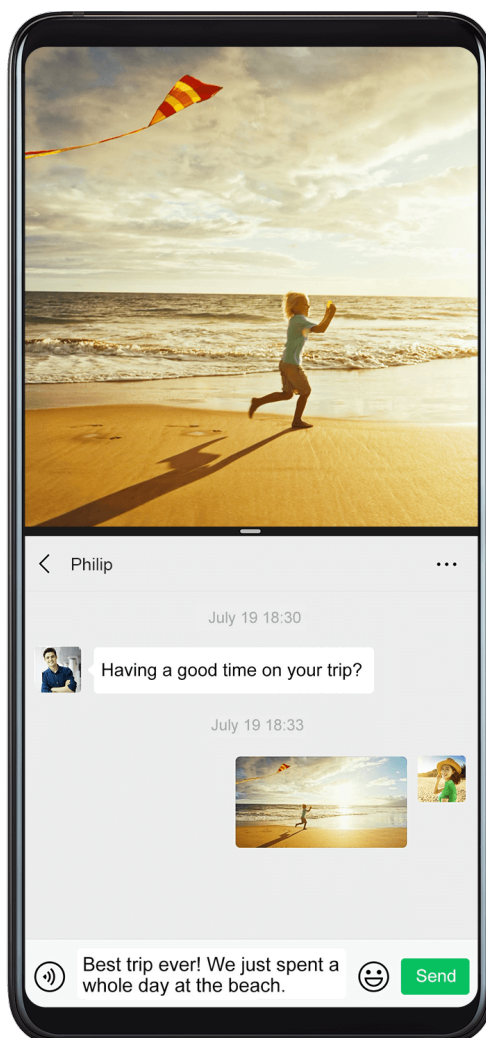 Philip
July 19 18:30
Having a good time on your trip?
July 19 18:33
Best trip ever! We just spent a
whole day at the beach.
Send